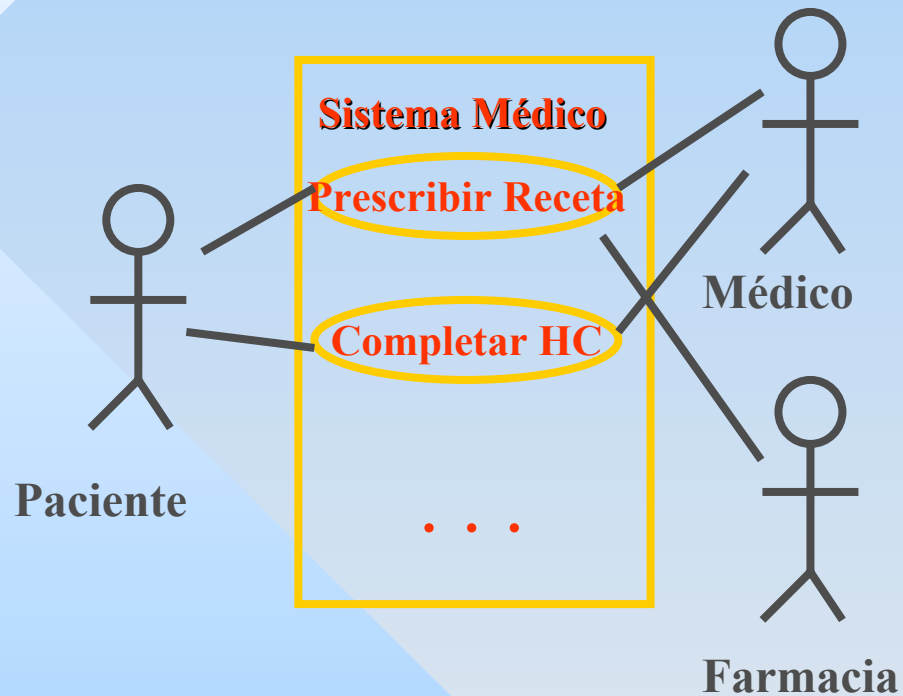 Sistema Médico
Prescribir Receta
Completar HC
. . .
Paciente
Médico
Farmacia